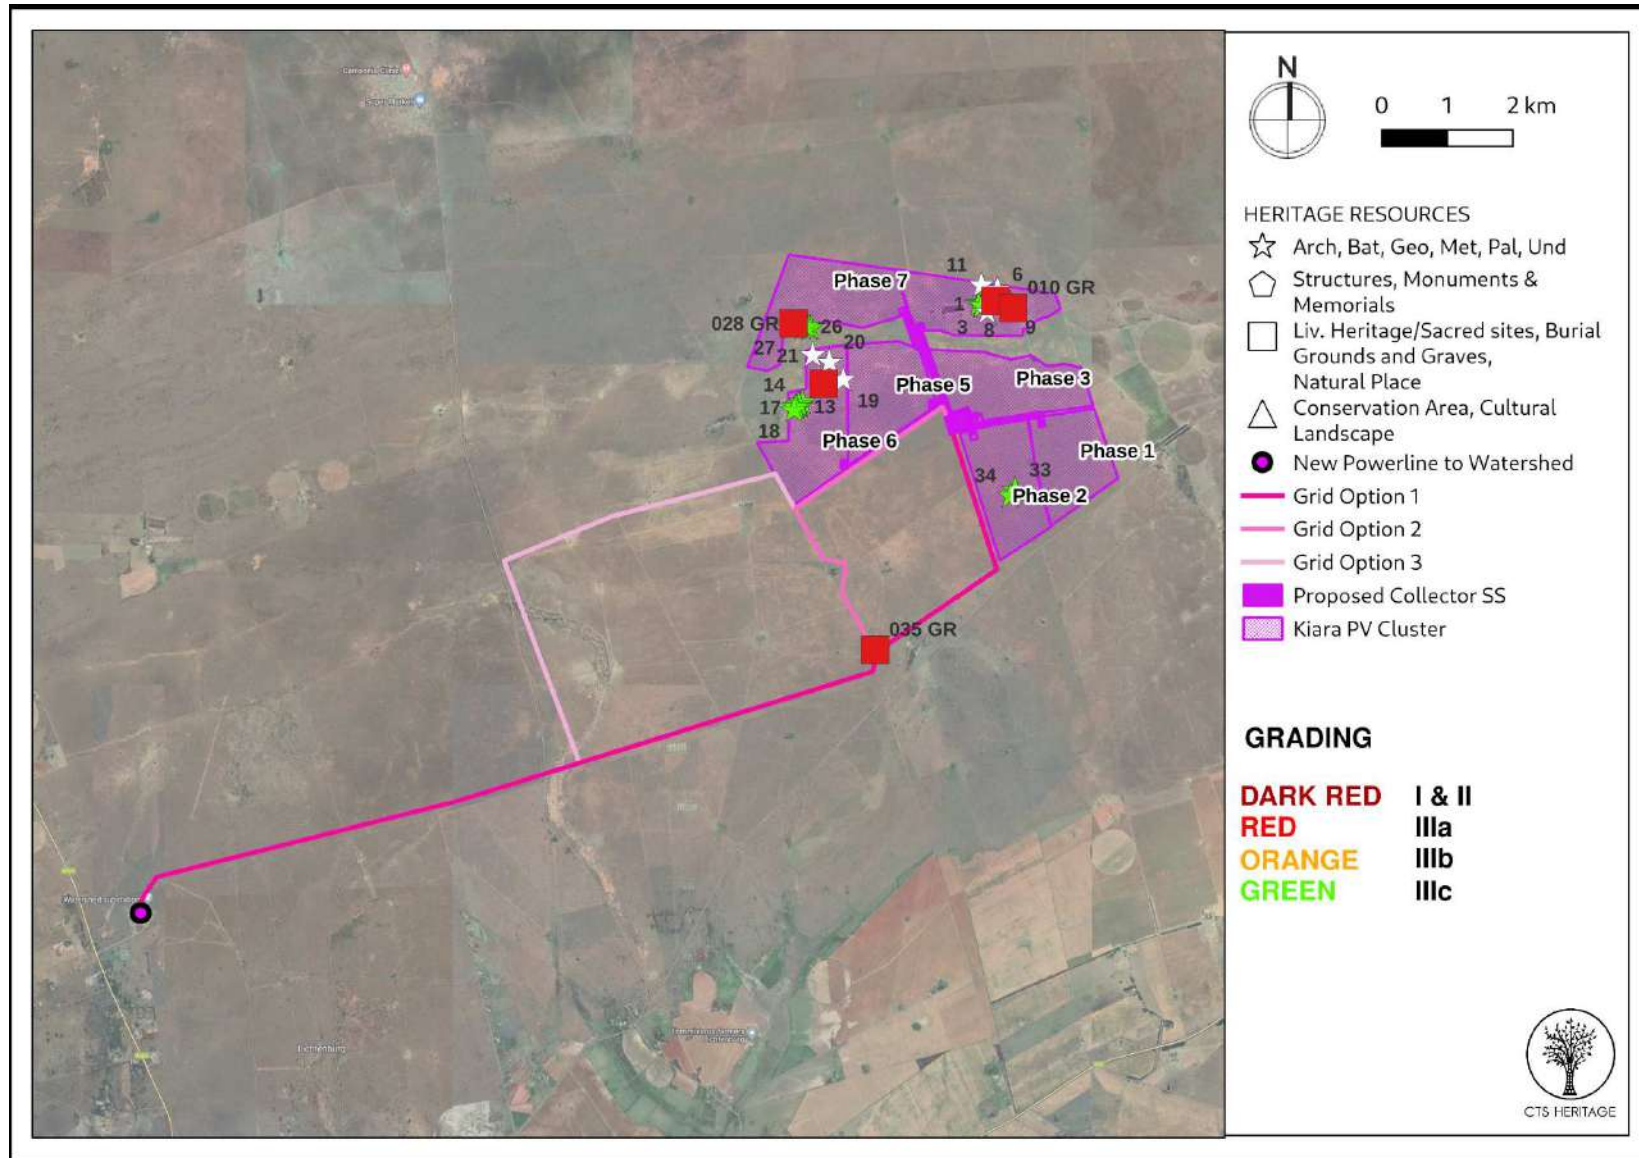 Super Market
Phase 7
11
6
010 GR
1
3
8
9
028 GR
26
27
21
20
14
17
13
19
18
Phase 5
Phase 3
Phase 6
Phase 1
34
33
Phase 2
035 GR
Watershed substation
Lichtenburg
N
0 1 2 km
HERITAGE RESOURCES
Arch, Bat, Geo, Met, Pal, Und
Structures, Monuments &
Memorials
Liv. Heritage/Sacred sites, Burial
Grounds and Graves,
Natural Place
Conservation Area, Cultural
Landscape
New Powerline to Watershed
Grid Option 1
Grid Option 2
Grid Option 3
Proposed Collector SS
Kiara PV Cluster
GRADING
DARK RED I & II
RED IIIa
ORANGE IIIb
GREEN IIIc
CTS HERITAGE